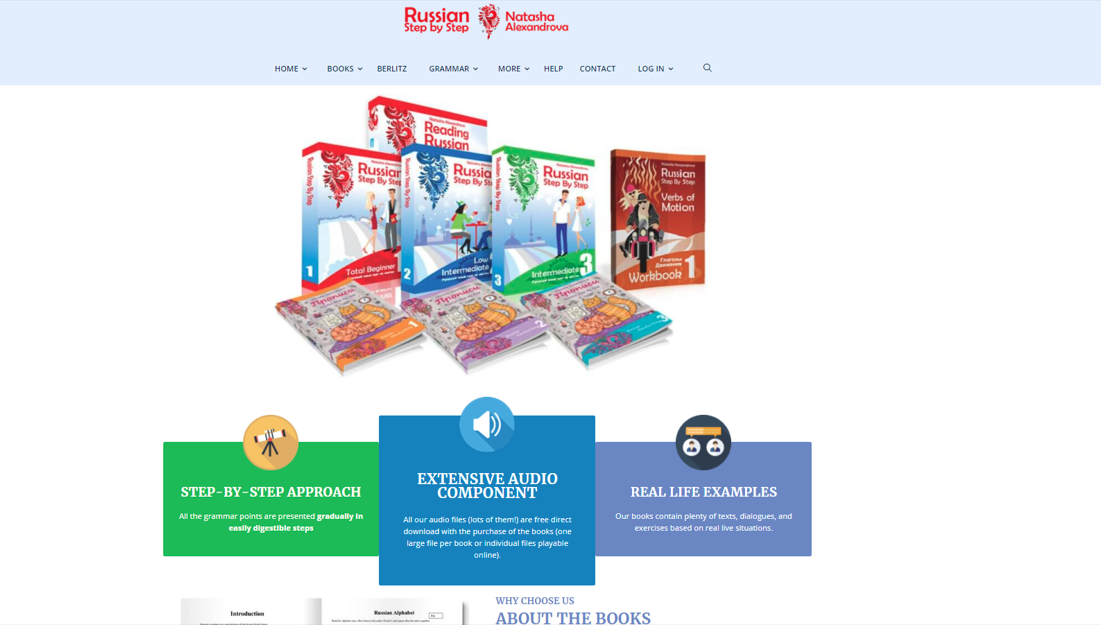 Russian
Step by Step
Natasha
Alexandrova
HOME BOOKS BERLITZ GRAMMAR MORE HELP CONTACT LOG IN
Natasha Alexandrova
Reading
Russian
Russian
Step By Step
Total Beginner
1
Russian
Step By
Low
Intermediate
2
Russian
Step By Step
Intermediate
3
3
Russian
Step By Step
Verbs of
Motion
Глаголы
Движения
Workbook 1
Прописи
1
Прописи
2
Прописи
3
STEP-BY-STEP APPROACH
All the grammar points are presented gradually in
easily digestible steps
EXTENSIVE AUDIO
COMPONENT
All our audio files (lots of them!) are free direct
download with the purchase of the books (one
large file per book or individual files playable
online).
REAL LIFE EXAMPLES
Our books contain plenty of texts, dialogues, and
exercises based on real live situations.
Introduction
Russian Alphabet
WHY CHOOSE US
ABOUT THE BOOKS